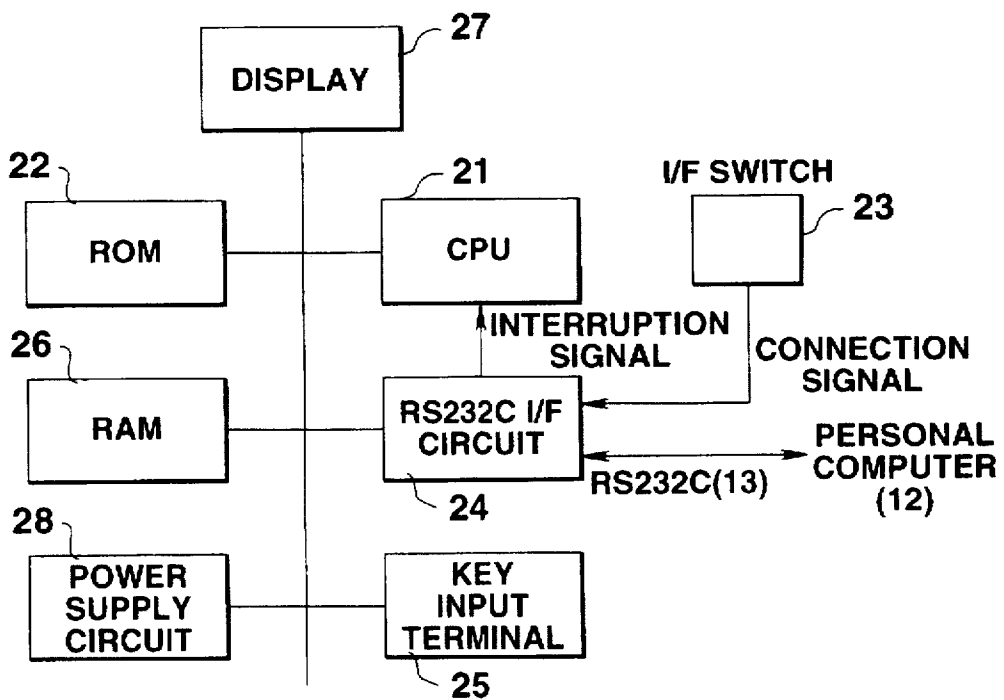 27
DISPLAY
22
ROM
21
CPU
I/F SWITCH
23
INTERRUPTION
SIGNAL
CONNECTION
SIGNAL
26
RAM
RS232C I/F
CIRCUIT
24
RS232C(13)
PERSONAL
COMPUTER
(12)
28
POWER
SUPPLY
CIRCUIT
KEY
INPUT
TERMINAL
25